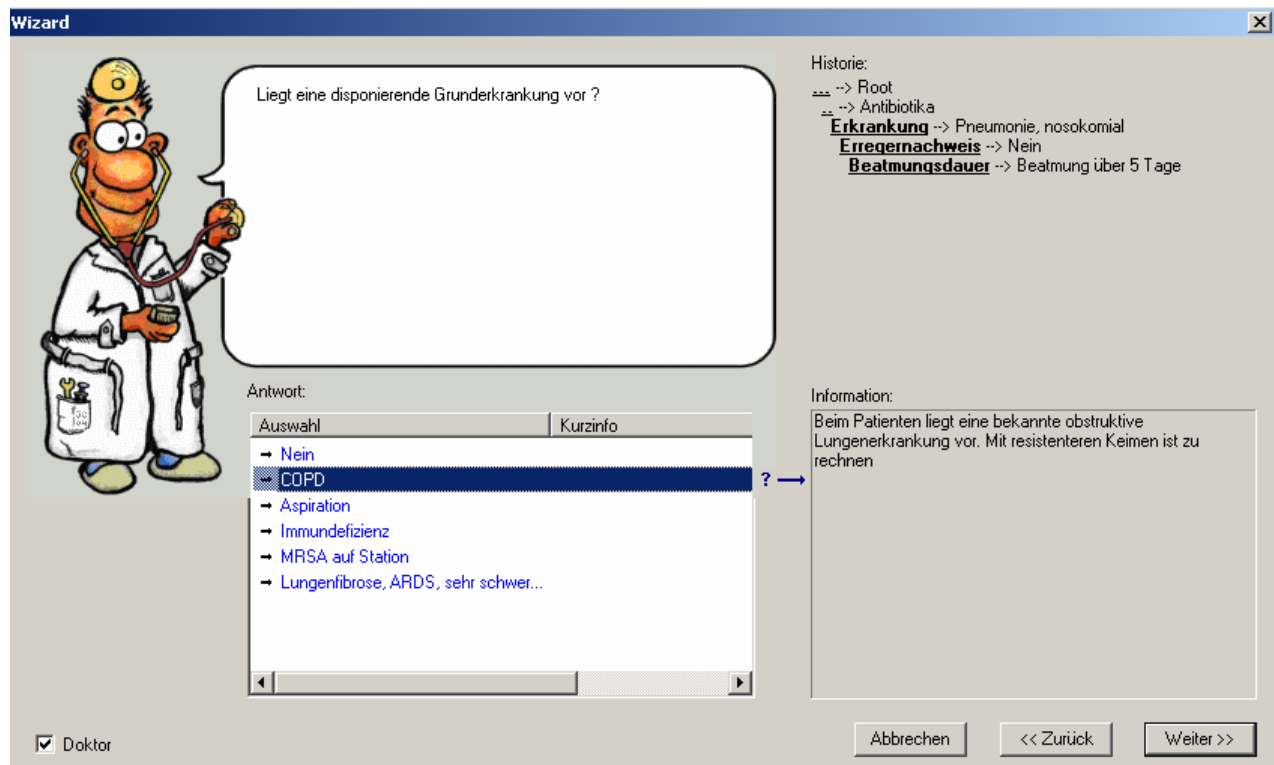 Wizard
Liegt eine disponierende Grunderkrankung vor ?
Historie:
... --> Root
.. --> Antibiotika
Erkrankung --> Pneumonie, nosokomial
Erregernachweis --> Nein
Beatmungsdauer --> Beatmung über 5 Tage
Antwort:
Auswahl Kurzinfo
→ Nein
→ COPD
→ Aspiration
→ Immundefizienz
→ MRSA auf Station
→ Lungenfibrose, ARDS, sehr schwer...
? →
Information:
Beim Patienten liegt eine bekannte obstruktive
Lungenerkrankung vor. Mit resistenteren Keimen ist zu
rechnen
Doktor
Abbrechen
<< Zurück
Weiter >>